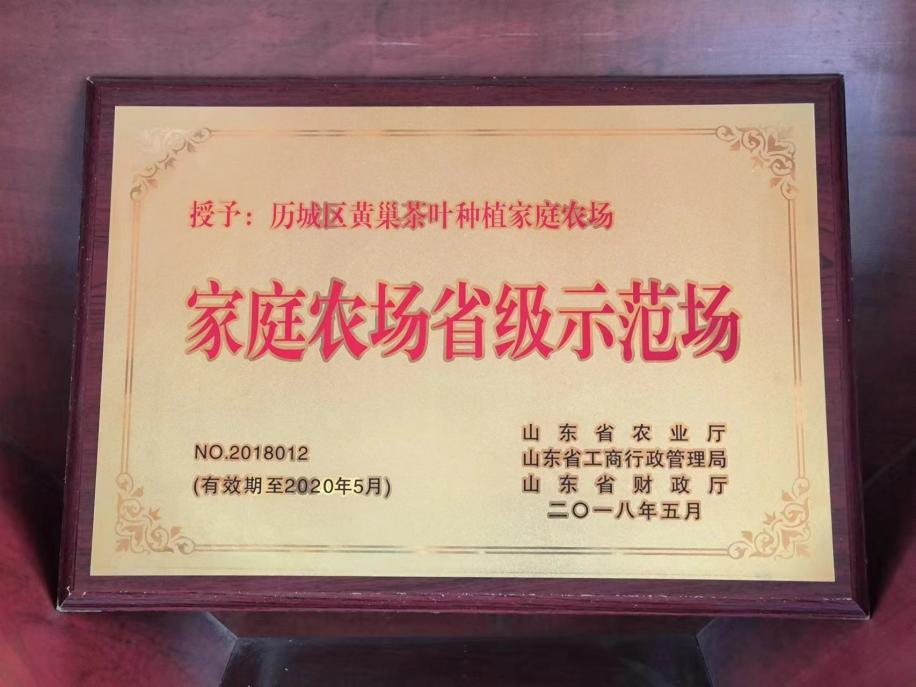 授予：历城区黄巢茶叶种植家庭农场
家庭农场省级示范场
NO.2018012
(有效期至2020年5月)
山东省农业厅
山东省工商行政管理局
山东省财政厅
二〇一八年五月